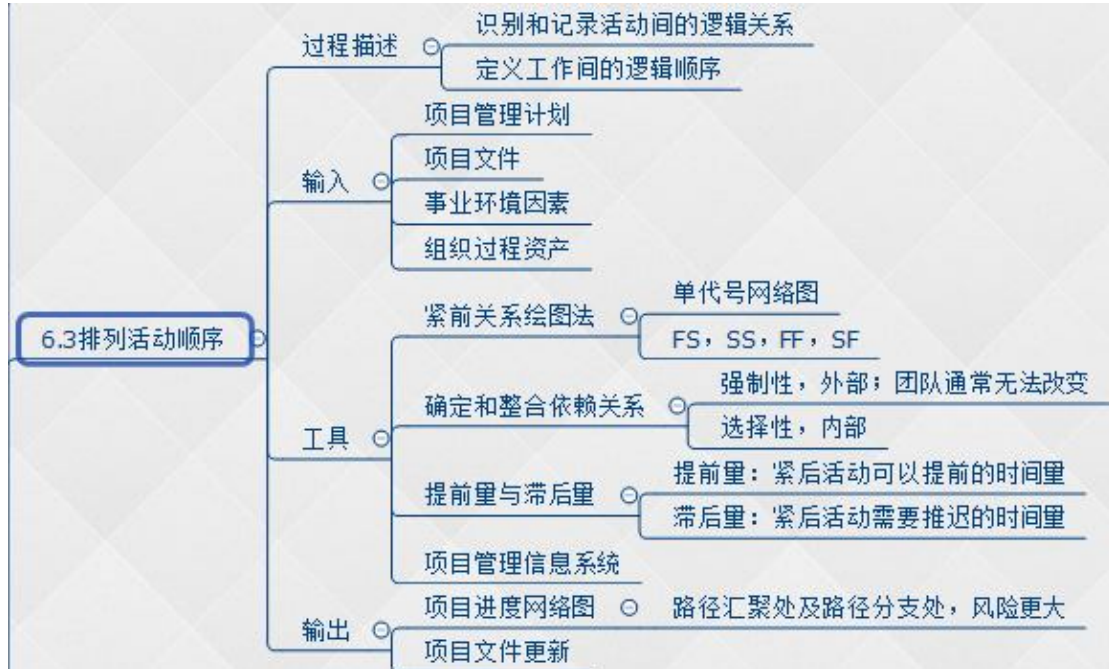 6.3排列活动顺序
过程描述
识别和记录活动间的逻辑关系
定义工作间的逻辑顺序
输入
项目管理计划
项目文件
事业环境因素
组织过程资产
工具
紧前关系绘图法
单代号网络图
FS，SS，FF，SF
确定和整合依赖关系
强制性，外部；团队通常无法改变
选择性，内部
提前量与滞后量
提前量：紧后活动可以提前的时间量
滞后量：紧后活动需要推迟的时间量
项目管理信息系统
输出
项目进度网络图
路径汇聚处及路径分支处，风险更大
项目文件更新